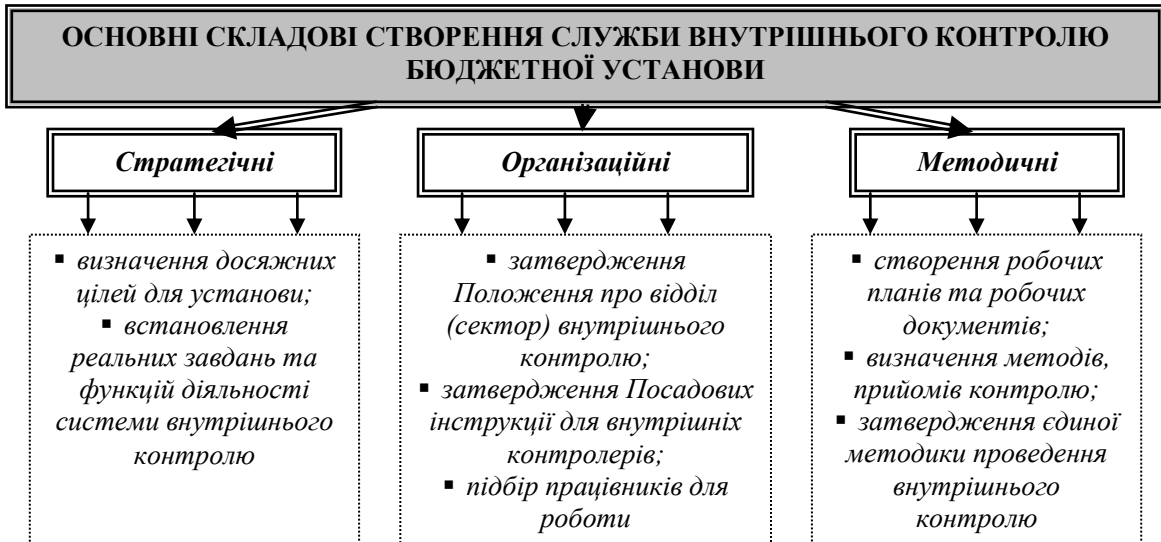 ОСНОВНІ СКЛАДОВІ СТВОРЕННЯ СЛУЖБИ ВНУТРІШНЬОГО КОНТРОЛЮ
БЮДЖЕТНОЇ УСТАНОВИ
Стратегічні
▪ визначення досяжних
цілей для установи;
▪ встановлення
реальних завдань та
функцій діяльності
системи внутрішнього
контролю
Організаційні
▪ затвердження
Положення про відділ
(сектор) внутрішнього
контролю;
▪ затвердження Посадових
інструкції для внутрішніх
контролерів;
▪ підбір працівників для
роботи
Методичні
▪ створення робочих
планів та робочих
документів;
▪ визначення методів,
прийомів контролю;
▪ затвердження єдиної
методики проведення
внутрішнього
контролю